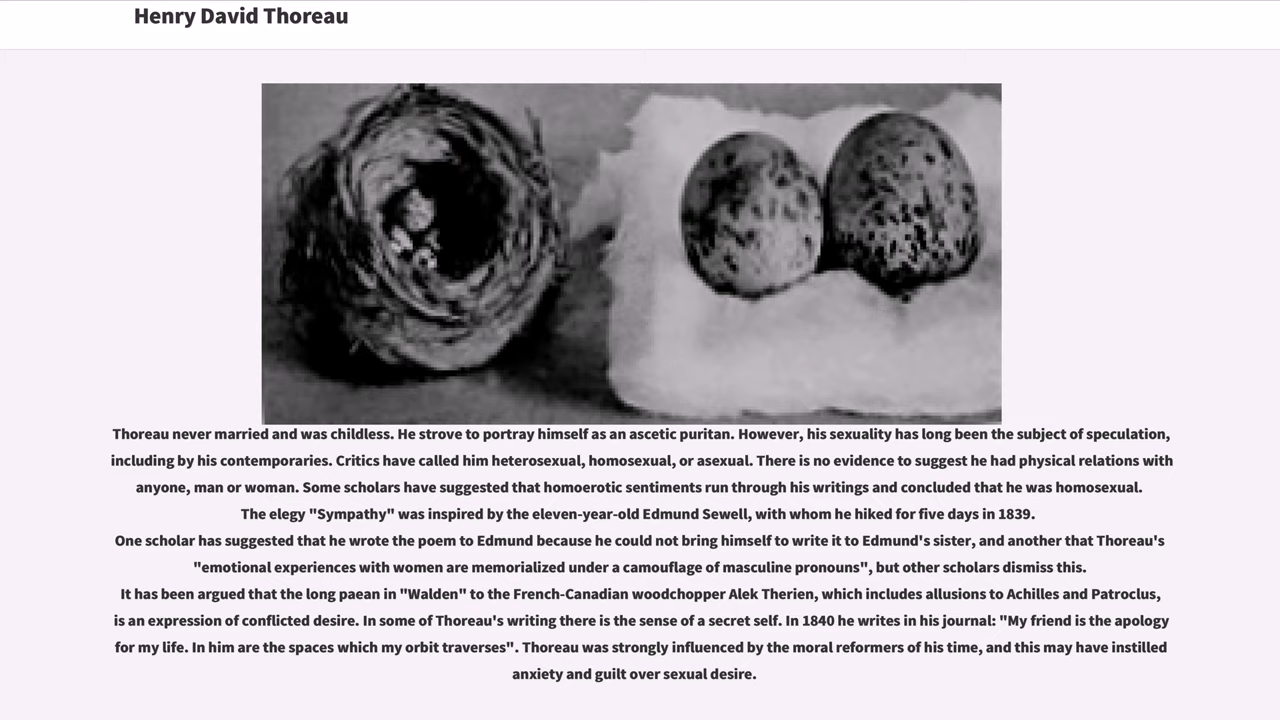 Henry David Thoreau
Thoreau never married and was childless. He strove to portray himself as an ascetic puritan. However, his sexuality has long been the subject of speculation,
including by his contemporaries. Critics have called him heterosexual, homosexual, or asexual. There is no evidence to suggest he had physical relations with
anyone, man or woman. Some scholars have suggested that homoerotic sentiments run through his writings and concluded that he was homosexual.
The elegy "Sympathy" was inspired by the eleven-year-old Edmund Sewell, with whom he hiked for five days in 1839.
One scholar has suggested that he wrote the poem to Edmund because he could not bring himself to write it to Edmund's sister, and another that Thoreau's
"emotional experiences with women are memorialized under a camouflage of masculine pronouns", but other scholars dismiss this.
It has been argued that the long paean in "Walden" to the French-Canadian woodchopper Alek Therien, which includes allusions to Achilles and Patroclus,
is an expression of conflicted desire. In some of Thoreau's writing there is the sense of a secret self. In 1840 he writes in his journal: "My friend is the apology
for my life. In him are the spaces which my orbit traverses". Thoreau was strongly influenced by the moral reformers of his time, and this may have instilled
anxiety and guilt over sexual desire.